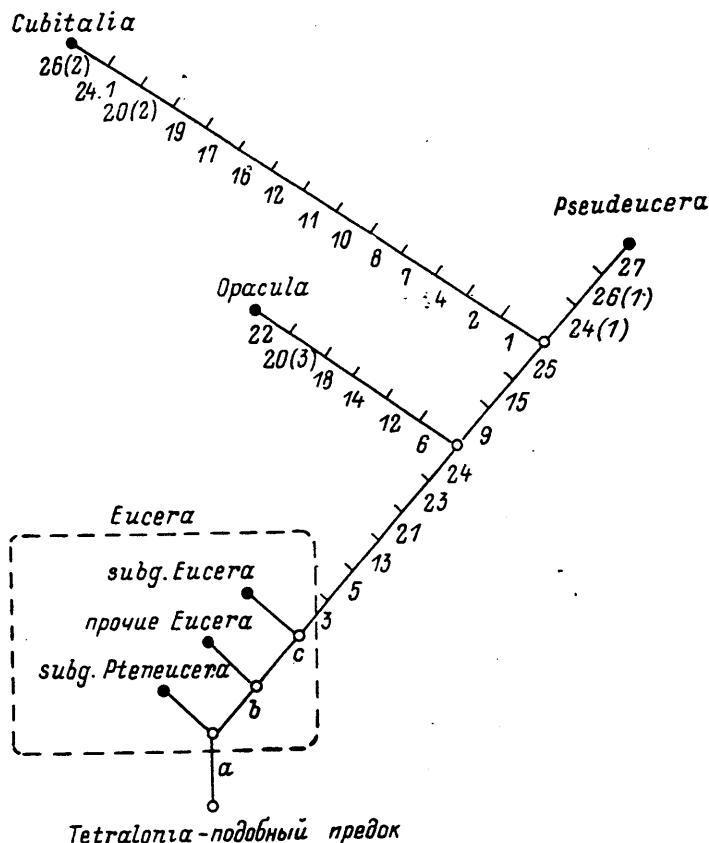 Cubitalia
26(2)
24.1
20(2)
19
17
16
12
11
10
8
7
4
2
1
Pseudeucera
27
26(1)
24(1)
25
15
9
Opacula
22
20(3)
18
14
12
6
24
23
21
13
5
3
Eucera
subg. Eucera
прочие Eucera
subg. Pteneucera
c
b
a
Tetralonia-подобный предок